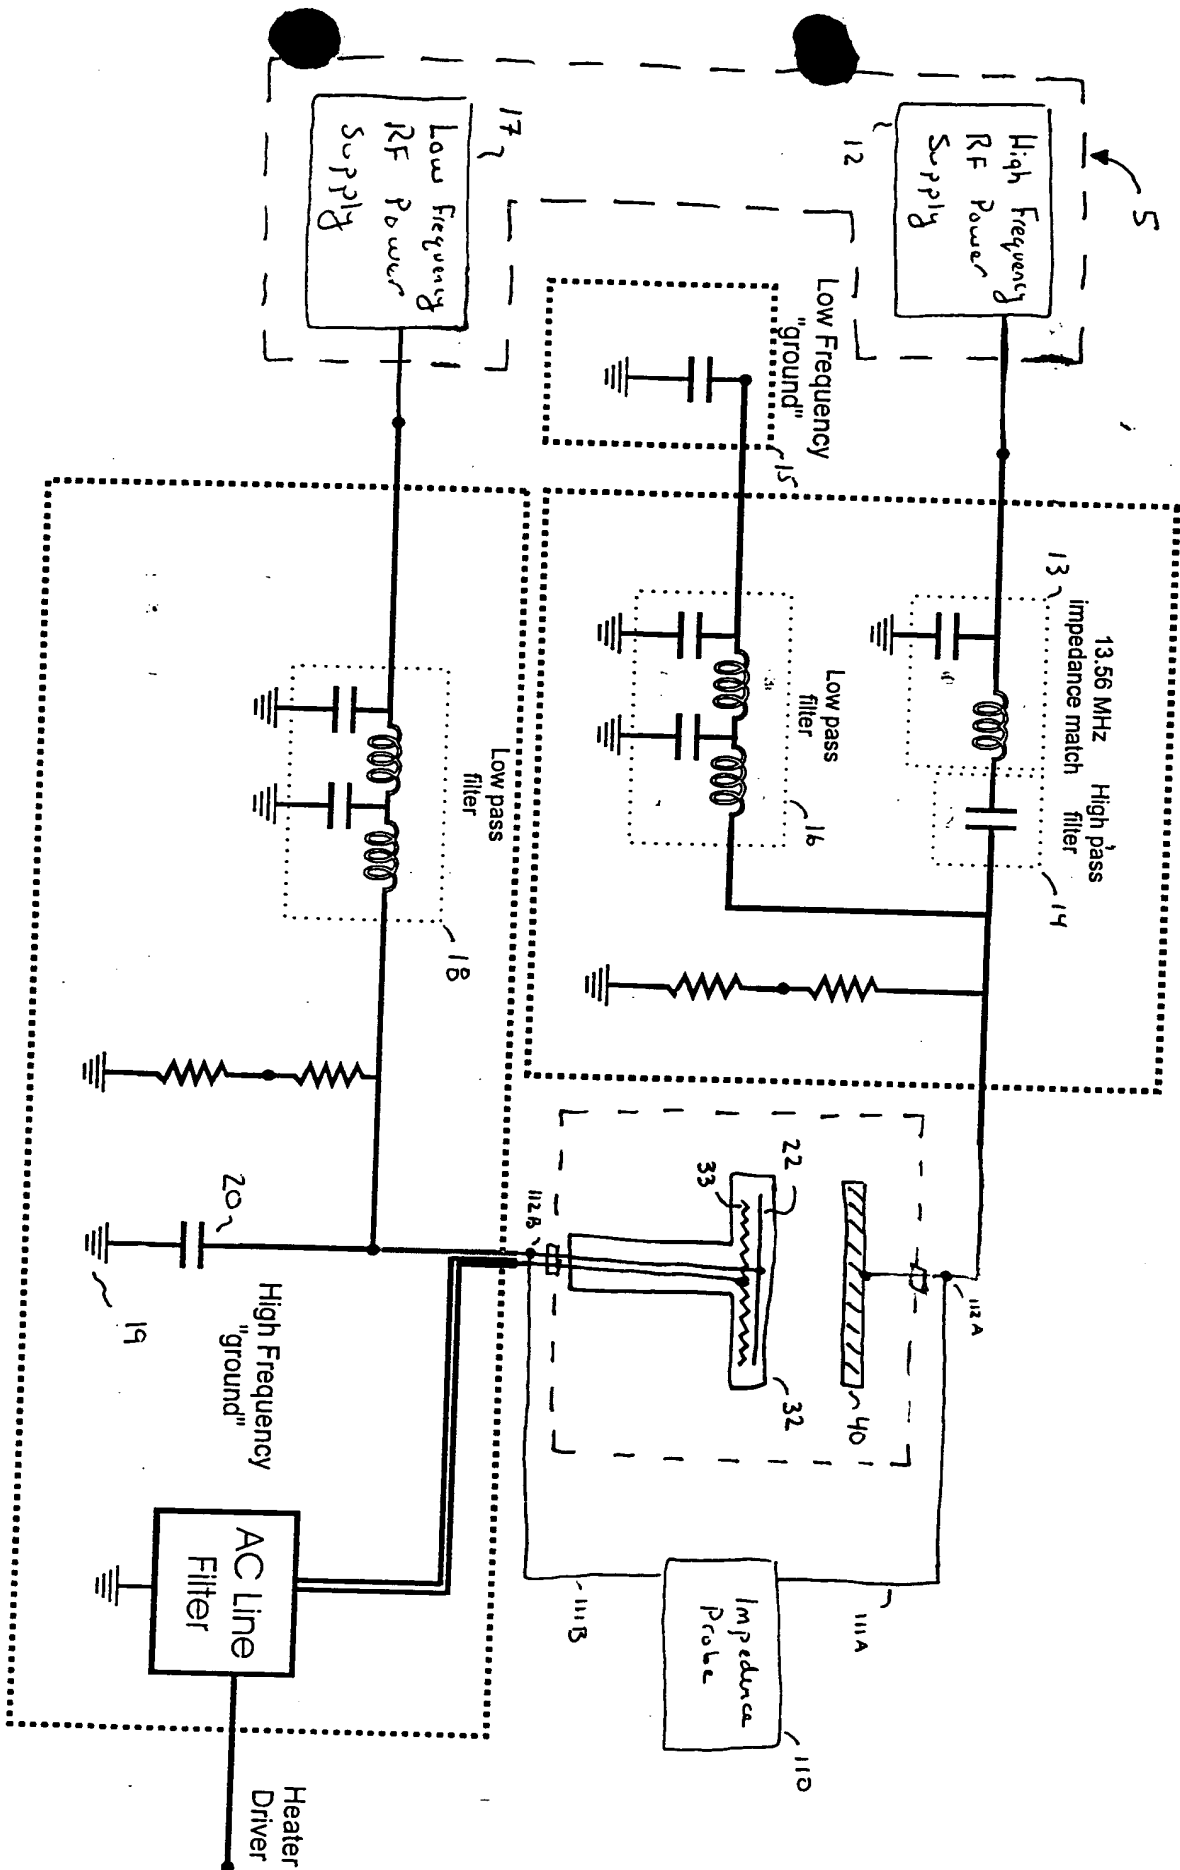 5
High Frequency
RF Power
Supply
12
17
Low Frequency
RF Power
Supply
Low Frequency
"ground"
15
13
13.56 MHz
impedance match
High pass
filter
14
Low pass
filter
16
Low pass
filter
18
22
33
32
40
112A
112B
20
19
High Frequency
"ground"
111A
111B
Impedence
Probe
110
AC Line
Filter
Heater
Driver